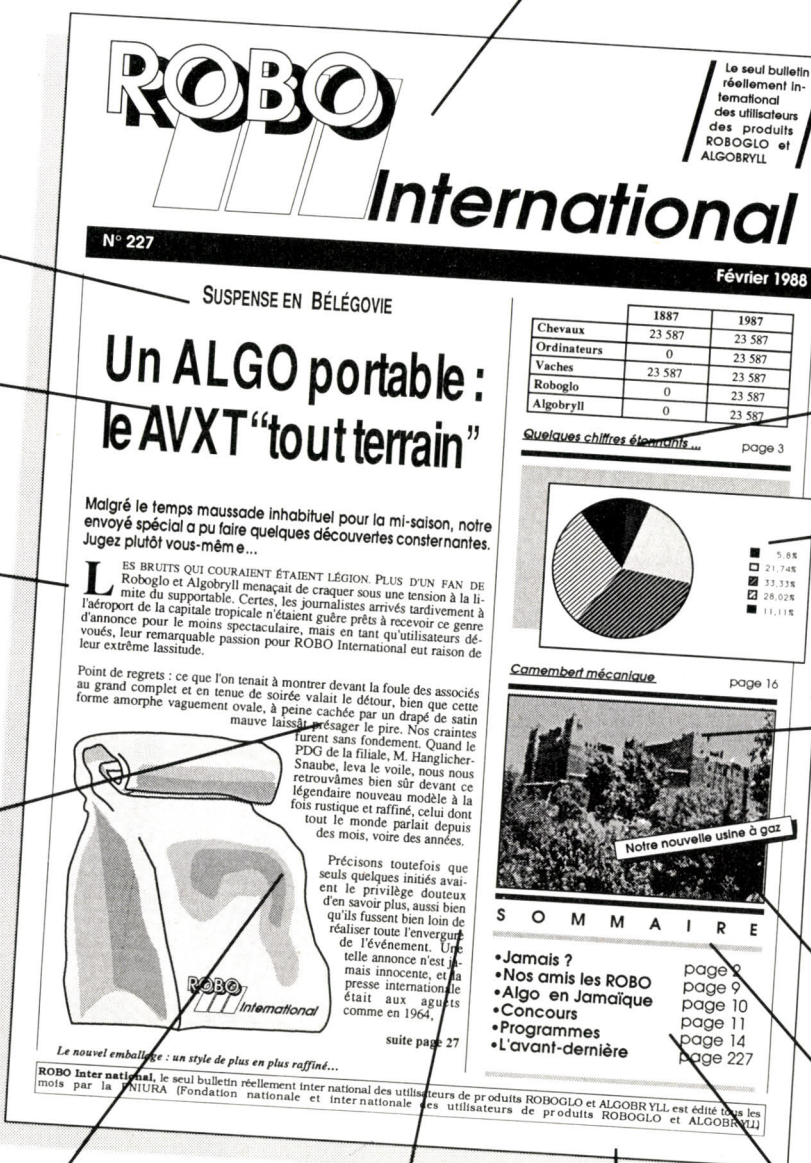 ROBO
International
Le seul bulletin
réellement in-
ternational
des utilisateurs
des produits
ROBOGLO et
ALGOBRYLL
N° 227
Février 1988
SUSPENSE EN BÉLÉGOVIE
Un ALGO portable :
le AVXT “tout terrain”
Malgré le temps maussade inhabituel pour la mi-saison, notre
envoyé spécial a pu faire quelques découvertes consternantes.
Jugez plutôt vous-même...
LES BRUITS QUI COURAIENT ÉTAIENT LÉGION. PLUS D'UN FAN DE
Roboglo et Algobryll menaçait de craquer sous une tension à la li-
mite du supportable. Certes, les journalistes arrivés tardivement à
l'aéroport de la capitale tropicale n'étaient guère prêts à recevoir ce genre
d'annonce pour le moins spectaculaire, mais en tant qu'utilisateurs dé-
voués, leur remarquable passion pour ROBO International eut raison de
leur extrême lassitude.
Point de regrets : ce que l'on tenait à montrer devant la foule des associés
au grand complet et en tenue de soirée valait le détour, bien que cette
forme amorphe vaguement ovale, à peine cachée par un drapé de satin
mauve laissât présager le pire. Nos craintes
furent sans fondement. Quand le
PDG de la filiale, M. Hanglicher-
Snaube, leva le voile, nous nous
retrouvâmes bien sûr devant ce
légendaire nouveau modèle à la
fois rustique et raffiné, celui dont
tout le monde parlait depuis
des mois, voire des années.
Précisons toutefois que
seuls quelques initiés avai-
ent le privilège douteux
d'en savoir plus, aussi bien
qu'ils fussent bien loin de
réaliser toute l'envergure
de l'événement. Une
telle annonce n'est ja-
mais innocente, et la
presse internationale
était aux aguets
comme en 1964,
suite page 27
ROBO
International
Le nouvel emballage : un style de plus en plus raffiné...
1887 1987
Chevaux 23 587 23 587
Ordinateurs 0 23 587
Vaches 23 587 23 587
Roboglo 0 23 587
Algobryll 0 23 587
Quelques chiffres étonnants ... page 3
5,8%
21,74%
33,33%
28,02%
11,11%
Camembert mécanique page 16
Notre nouvelle usine à gaz
SOMMAIRE
•Jamais ? page 2
•Nos amis les ROBO page 9
•Algo en Jamaïque page 10
•Concours page 11
•Programmes page 14
•L'avant-dernière page 227
ROBO International, le seul bulletin réellement international des utilisateurs de produits ROBOGLO et ALGOBRYLL est édité tous les
mois par la FNIURA (Fondation nationale et internationale des utilisateurs de produits ROBOGLO et ALGOBRYLL)